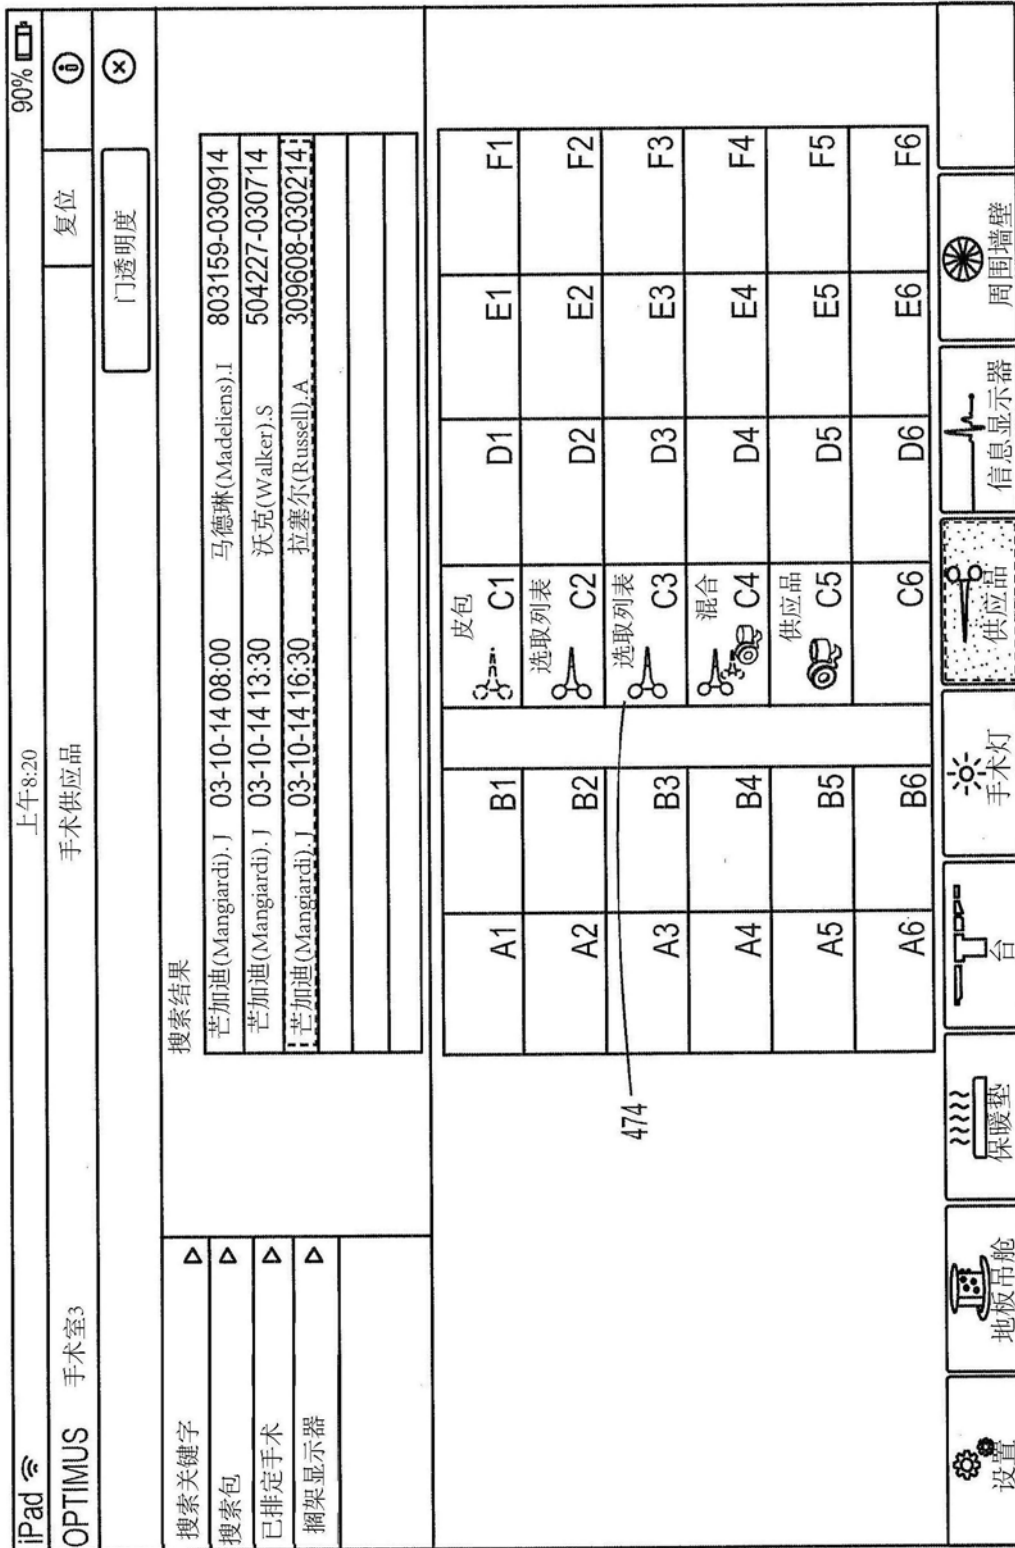 iPad 上午8:20 90%
OPTIMUS 手术室3 手术供应品 复位
门透明度
搜索关键字
搜索包
已排定手术
搁架显示器
搜索结果
芒加迪(Mangiardi). J 03-10-14 08:00 马德琳(Madeliens).I 803159-030914
芒加迪(Mangiardi). J 03-10-14 13:30 沃克(Walker).S 504227-030714
芒加迪(Mangiardi). J 03-10-14 16:30 拉塞尔(Russell).A 309608-030214
A1 B1 皮包 C1 D1 E1 F1
A2 B2 选取列表 C2 D2 E2 F2
A3 B3 选取列表 C3 D3 E3 F3
A4 B4 混合 C4 D4 E4 F4
A5 B5 供应品 C5 D5 E5 F5
A6 B6 C6 D6 E6 F6
474
设置 地板吊舱 保暖垫 台 手术灯 供应品 信息显示器 周围墙壁